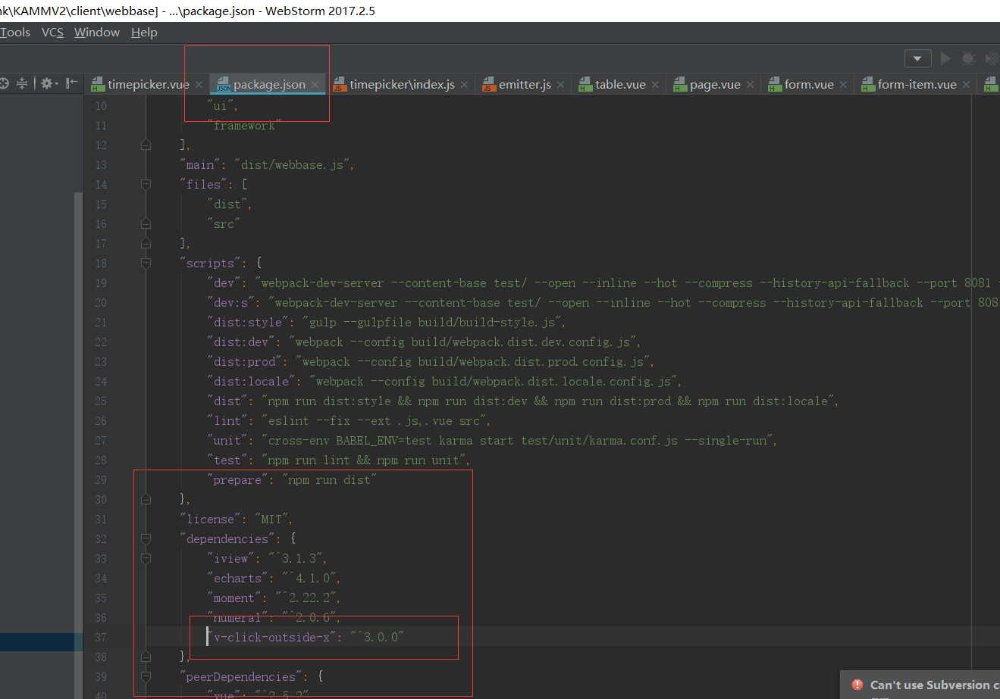 nk\KAMMV2\client\webbase] - ...\package.json - WebStorm 2017.2.5
Tools VCS Window Help
timepicker.vue package.json timepicker\index.js emitter.js table.vue page.vue form.vue form-item.vue
10 "ui",
11 "framework"
12 ],
13 "main": "dist/webbase.js",
14 "files": [
15 "dist",
16 "src"
17 ],
18 "scripts": {
19 "dev": "webpack-dev-server --content-base test/ --open --inline --hot --compress --history-api-fallback --port 8081
20 "dev:s": "webpack-dev-server --content-base test/ --open --inline --hot --compress --history-api-fallback --port 808
21 "dist:style": "gulp --gulpfile build/build-style.js",
22 "dist:dev": "webpack --config build/webpack.dist.dev.config.js",
23 "dist:prod": "webpack --config build/webpack.dist.prod.config.js",
24 "dist:locale": "webpack --config build/webpack.dist.locale.config.js",
25 "dist": "npm run dist:style && npm run dist:dev && npm run dist:prod && npm run dist:locale",
26 "lint": "eslint --fix --ext .js,.vue src",
27 "unit": "cross-env BABEL_ENV=test karma start test/unit/karma.conf.js --single-run",
28 "test": "npm run lint && npm run unit",
29 "prepare": "npm run dist"
30 },
31 "license": "MIT",
32 "dependencies": {
33 "iview": "^3.1.3",
34 "echarts": "^4.1.0",
35 "moment": "^2.22.2",
36 "numeral": "^2.0.6",
37 "v-click-outside-x": "^3.0.0"
38 },
39 "peerDependencies": {
40 "vue": "^2.5.2"
Can't use Subversion c